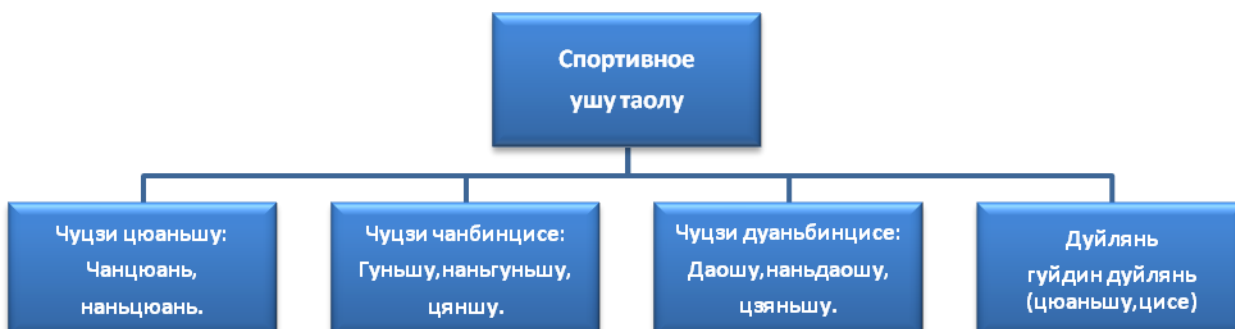 Спортивное
ушу таолу
Чуцзи цюаньшу:
Чанцюань,
наньцюань.
Чуцзи чанбинцисе:
Гуньшу,наньгуньшу,
цяншу.
Чуцзи дуаньбинцисе:
Даошу,наньдаошу,
цзяньшу.
Дуйлянь
гуйдин дуйлянь
(цюаньшу,цисе)